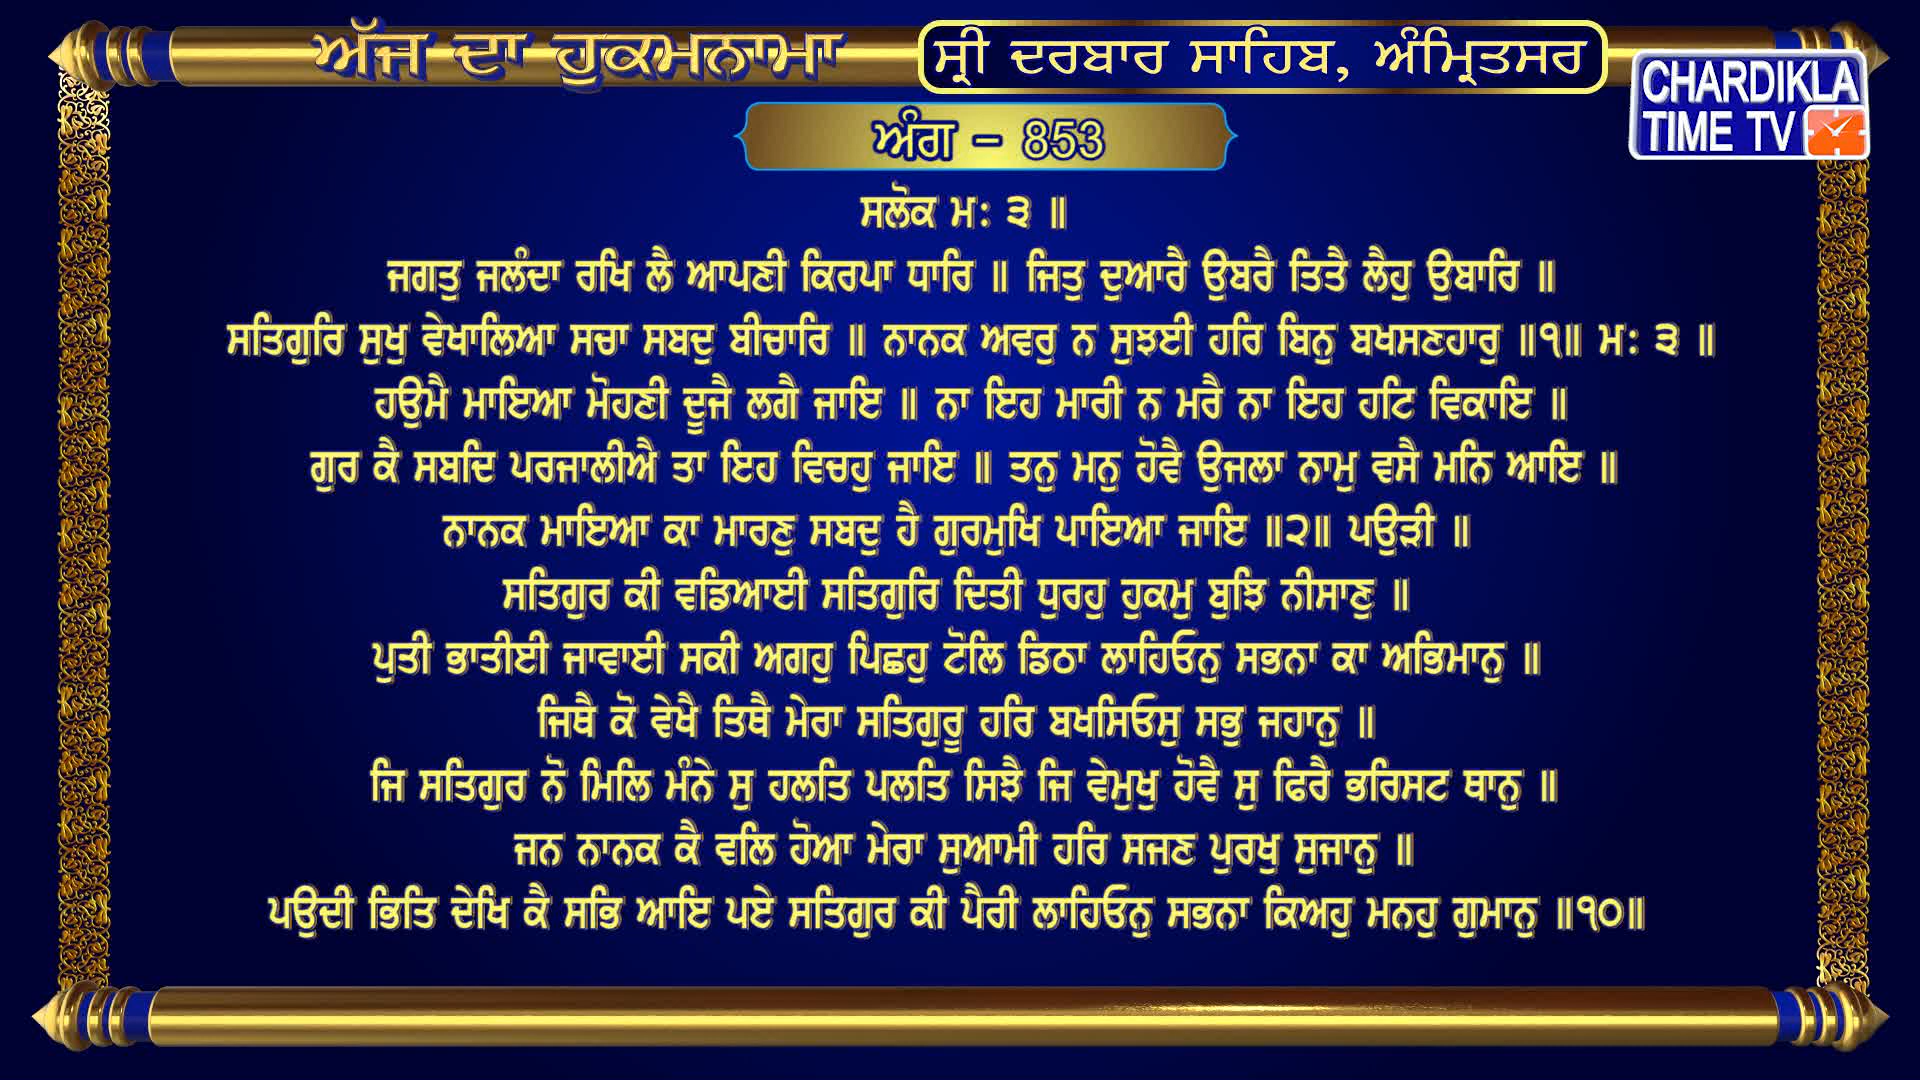 ਅੱਜ ਦਾ ਹੁਕਮਨਾਮਾ
ਸ੍ਰੀ ਦਰਬਾਰ ਸਾਹਿਬ, ਅੰਮ੍ਰਿਤਸਰ
CHARDIKLA
TIME TV
ਅੰਗ – 853
ਸਲੋਕ ਮਃ ੩ ॥
ਜਗਤੁ ਜਲੰਦਾ ਰਖਿ ਲੈ ਆਪਣੀ ਕਿਰਪਾ ਧਾਰਿ ॥ ਜਿਤੁ ਦੁਆਰੈ ਉਬਰੈ ਤਿਤੈ ਲੈਹੁ ਉਬਾਰਿ ॥
ਸਤਿਗੁਰਿ ਸੁਖੁ ਵੇਖਾਲਿਆ ਸਚਾ ਸਬਦੁ ਬੀਚਾਰਿ ॥ ਨਾਨਕ ਅਵਰੁ ਨ ਸੁਝਈ ਹਰਿ ਬਿਨੁ ਬਖਸਣਹਾਰੁ ॥੧॥ ਮਃ ੩ ॥
ਹਉਮੈ ਮਾਇਆ ਮੋਹਣੀ ਦੂਜੈ ਲਗੈ ਜਾਇ ॥ ਨਾ ਇਹ ਮਾਰੀ ਨ ਮਰੈ ਨਾ ਇਹ ਹਟਿ ਵਿਕਾਇ ॥
ਗੁਰ ਕੈ ਸਬਦਿ ਪਰਜਾਲੀਐ ਤਾ ਇਹ ਵਿਚਹੁ ਜਾਇ ॥ ਤਨੁ ਮਨੁ ਹੋਵੈ ਉਜਲਾ ਨਾਮੁ ਵਸੈ ਮਨਿ ਆਇ ॥
ਨਾਨਕ ਮਾਇਆ ਕਾ ਮਾਰਣੁ ਸਬਦੁ ਹੈ ਗੁਰਮੁਖਿ ਪਾਇਆ ਜਾਇ ॥੨॥ ਪਉੜੀ ॥
ਸਤਿਗੁਰ ਕੀ ਵਡਿਆਈ ਸਤਿਗੁਰਿ ਦਿਤੀ ਧੁਰਹੁ ਹੁਕਮੁ ਬੁਝਿ ਨੀਸਾਣੁ ॥
ਪੁਤੀ ਭਾਤੀਈ ਜਾਵਾਈ ਸਕੀ ਅਗਹੁ ਪਿਛਹੁ ਟੋਲਿ ਡਿਠਾ ਲਾਹਿਓਨੁ ਸਭਨਾ ਕਾ ਅਭਿਮਾਨੁ ॥
ਜਿਥੈ ਕੋ ਵੇਖੈ ਤਿਥੈ ਮੇਰਾ ਸਤਿਗੁਰੂ ਹਰਿ ਬਖਸਿਓਸੁ ਸਭੁ ਜਹਾਨੁ ॥
ਜਿ ਸਤਿਗੁਰ ਨੋ ਮਿਲਿ ਮੰਨੇ ਸੁ ਹਲਤਿ ਪਲਤਿ ਸਿਝੈ ਜਿ ਵੇਮੁਖੁ ਹੋਵੈ ਸੁ ਫਿਰੈ ਭਰਿਸਟ ਥਾਨੁ ॥
ਜਨ ਨਾਨਕ ਕੈ ਵਲਿ ਹੋਆ ਮੇਰਾ ਸੁਆਮੀ ਹਰਿ ਸਜਣ ਪੁਰਖੁ ਸੁਜਾਨੁ ॥
ਪਉਦੀ ਭਿਤਿ ਦੇਖਿ ਕੈ ਸਭਿ ਆਇ ਪਏ ਸਤਿਗੁਰ ਕੀ ਪੈਰੀ ਲਾਹਿਓਨੁ ਸਭਨਾ ਕਿਅਹੁ ਮਨਹੁ ਗੁਮਾਨੁ ॥੧੦॥